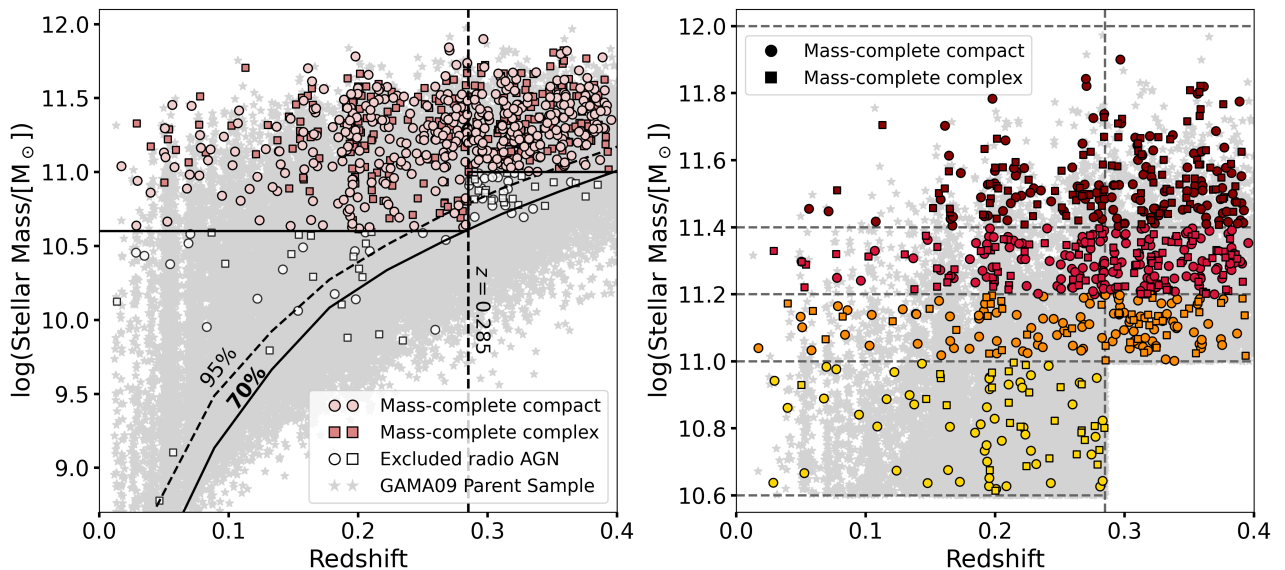 12.0
11.5
11.0
10.5
10.0
9.5
9.0
log(Stellar Mass/[M⊙])
0.0 0.1 0.2 0.3 0.4
Redshift
95%
70%
z = 0.285
Mass-complete compact
Mass-complete complex
Excluded radio AGN
GAMA09 Parent Sample
12.0
11.8
11.6
11.4
11.2
11.0
10.8
10.6
log(Stellar Mass/[M⊙])
0.0 0.1 0.2 0.3 0.4
Redshift
Mass-complete compact
Mass-complete complex